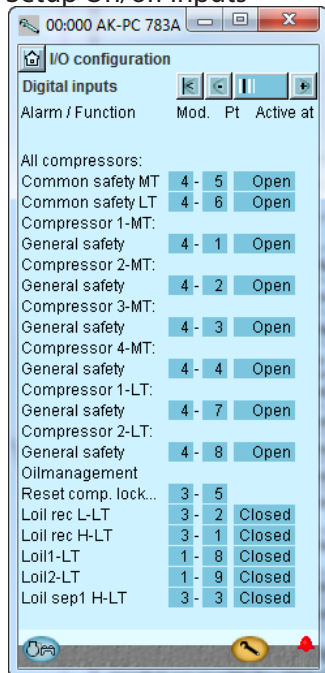 Setup On/off inputs
00:000 AK-PC 783A
I/O configuration
Digital inputs
Alarm / Function Mod. Pt Active at
All compressors:
Common safety MT 4 - 5 Open
Common safety LT 4 - 6 Open
Compressor 1-MT:
General safety 4 - 1 Open
Compressor 2-MT:
General safety 4 - 2 Open
Compressor 3-MT:
General safety 4 - 3 Open
Compressor 4-MT:
General safety 4 - 4 Open
Compressor 1-LT:
General safety 4 - 7 Open
Compressor 2-LT:
General safety 4 - 8 Open
Oilmanagement
Reset comp. lock... 3 - 5
Loil rec L-LT 3 - 2 Closed
Loil rec H-LT 3 - 1 Closed
Loil1-LT 1 - 8 Closed
Loil2-LT 1 - 9 Closed
Loil sep1 H-LT 3 - 3 Closed